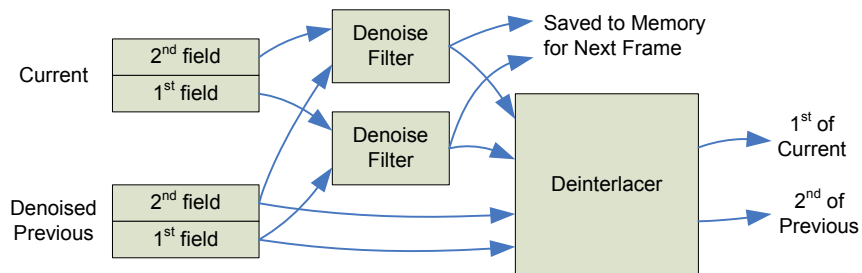 Current
2nd field
1st field
Denoise
Filter
Saved to Memory
for Next Frame
Denoise
Filter
Denoised
Previous
2nd field
1st field
Deinterlacer
1st of
Current
2nd of
Previous